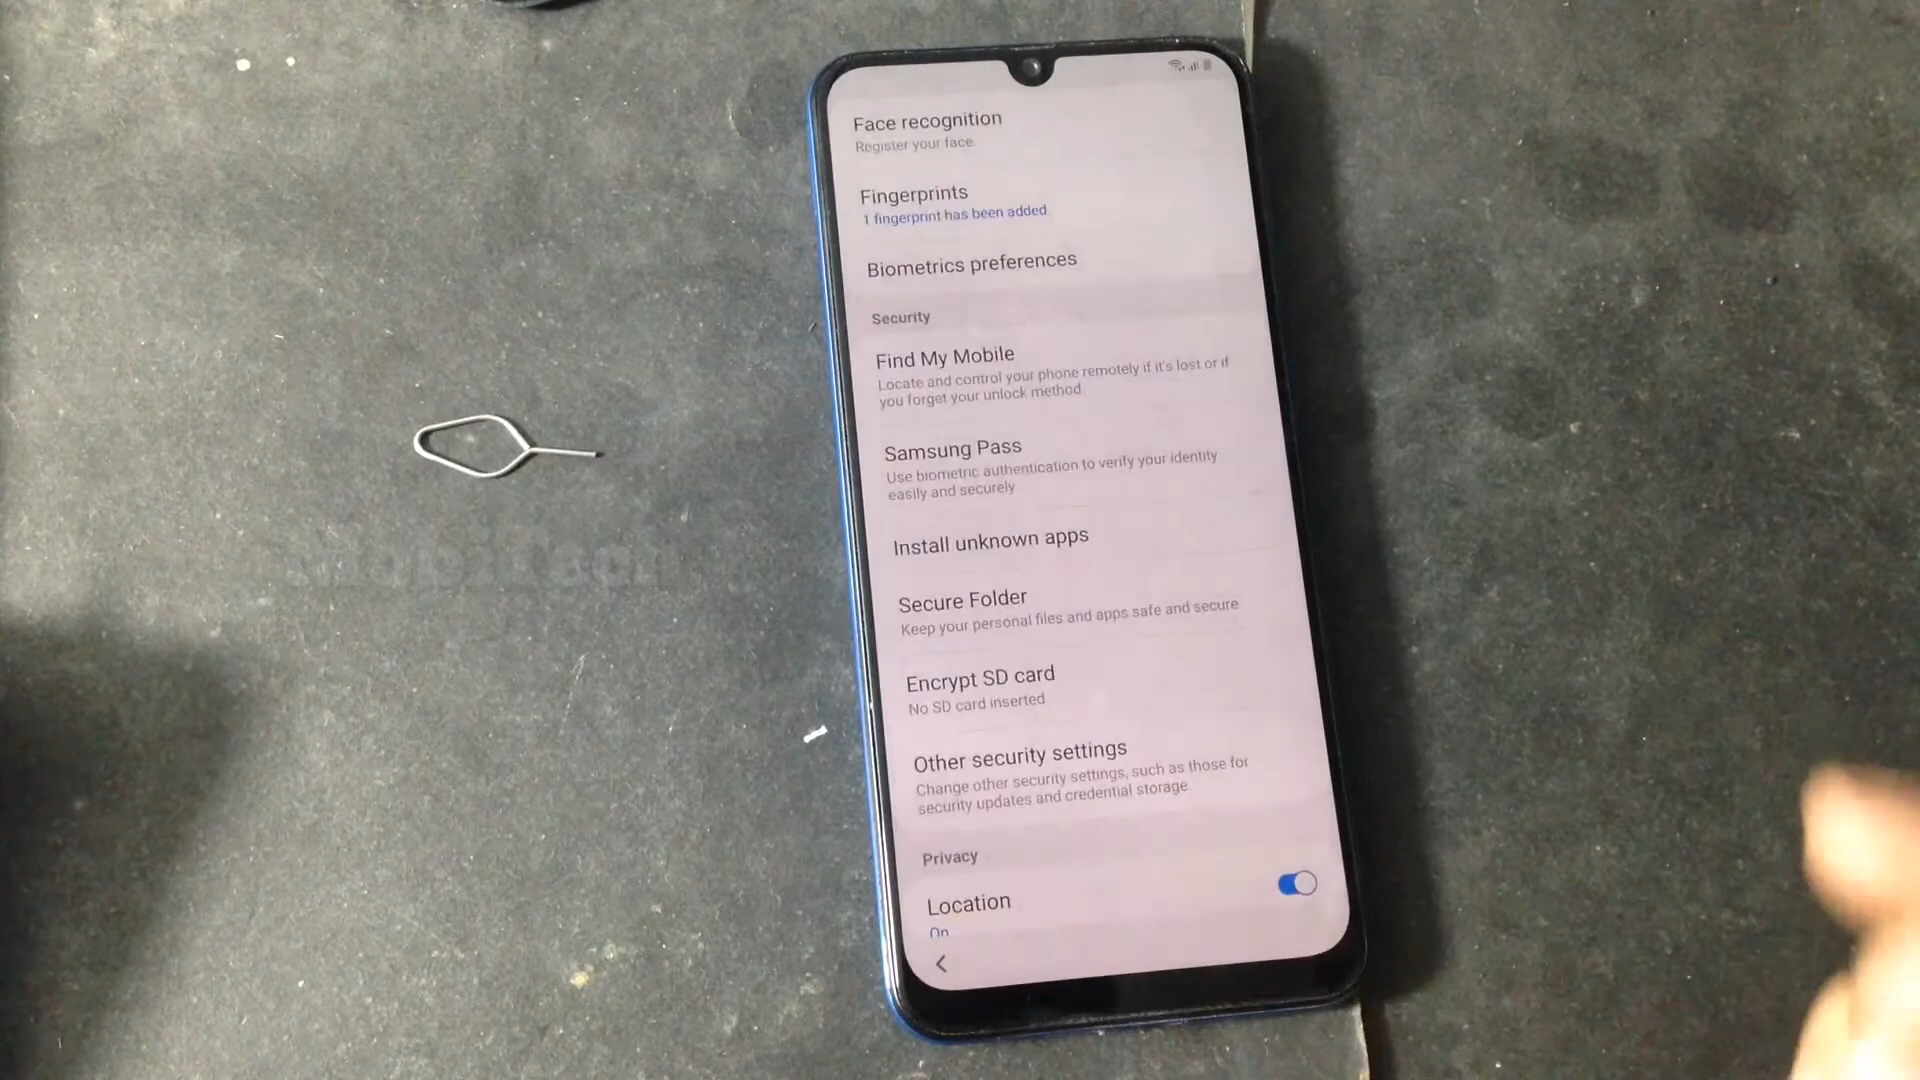 Face recognition
Register your face
Fingerprints
1 fingerprint has been added
Biometrics preferences
Security
Find My Mobile
Locate and control your phone remotely if it's lost or if
you forget your unlock method
Samsung Pass
Use biometric authentication to verify your identity
easily and securely
Install unknown apps
Secure Folder
Keep your personal files and apps safe and secure
Encrypt SD card
No SD card inserted
Other security settings
Change other security settings, such as those for
security updates and credential storage
Privacy
Location
On